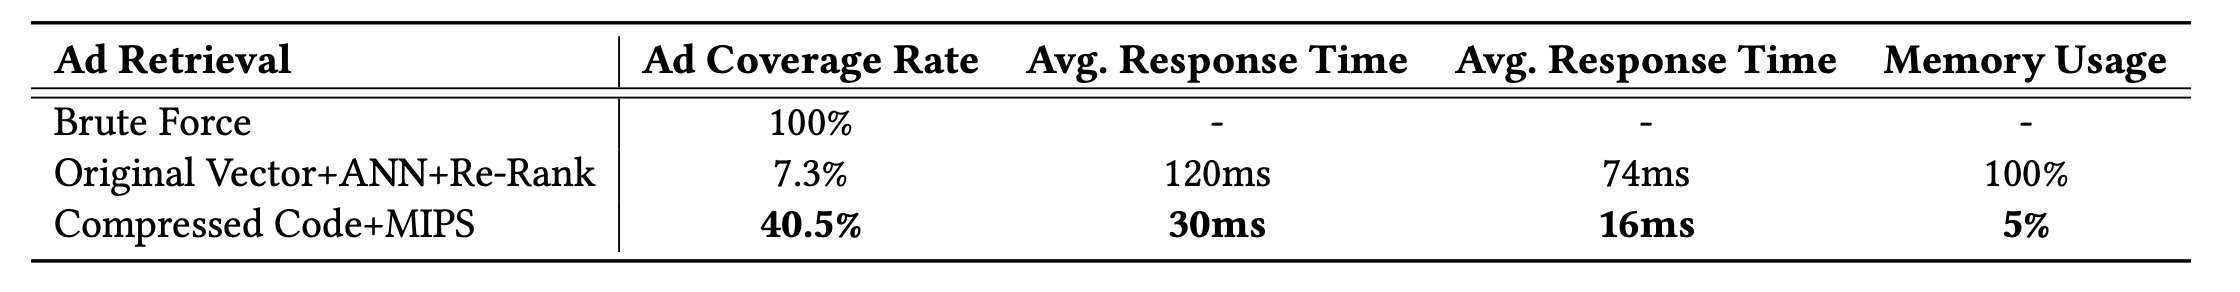 Ad Retrieval Ad Coverage Rate Avg. Response Time Avg. Response Time Memory Usage
Brute Force 100% - - -
Original Vector+ANN+Re-Rank 7.3% 120ms 74ms 100%
Compressed Code+MIPS 40.5% 30ms 16ms 5%